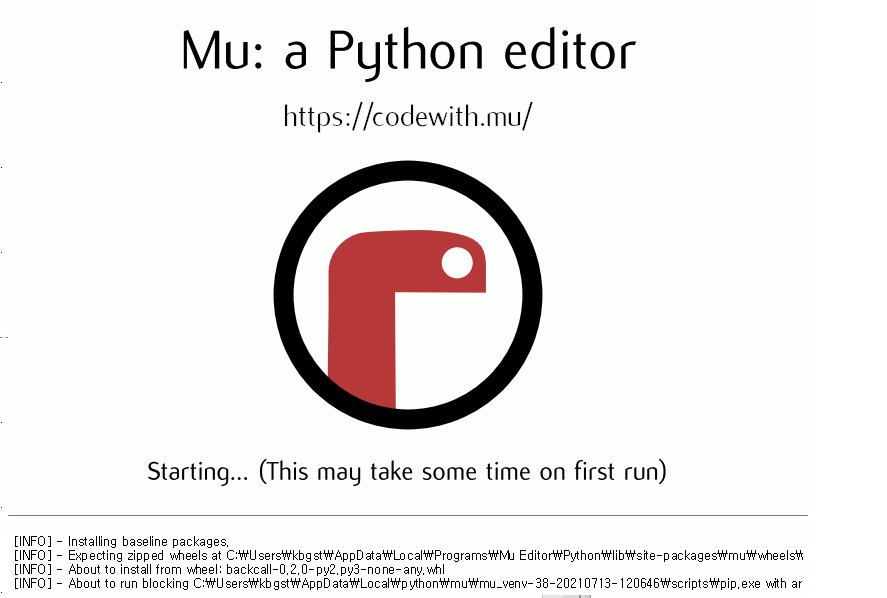 Mu: a Python editor
https://codewith.mu/
Starting... (This may take some time on first run)
[INFO] - Installing baseline packages.
[INFO] - Expecting zipped wheels at C:₩Users₩kbgst₩AppData₩Local₩Programs₩Mu Editor₩Python₩lib₩site-packages₩mu₩wheels₩
[INFO] - About to install from wheel: backcall-0.2.0-py2.py3-none-any.whl
[INFO] - About to run blocking C:₩Users₩kbgst₩AppData₩Local₩python₩mu₩mu_venv-38-20210713-120646₩scripts₩pip.exe with ar